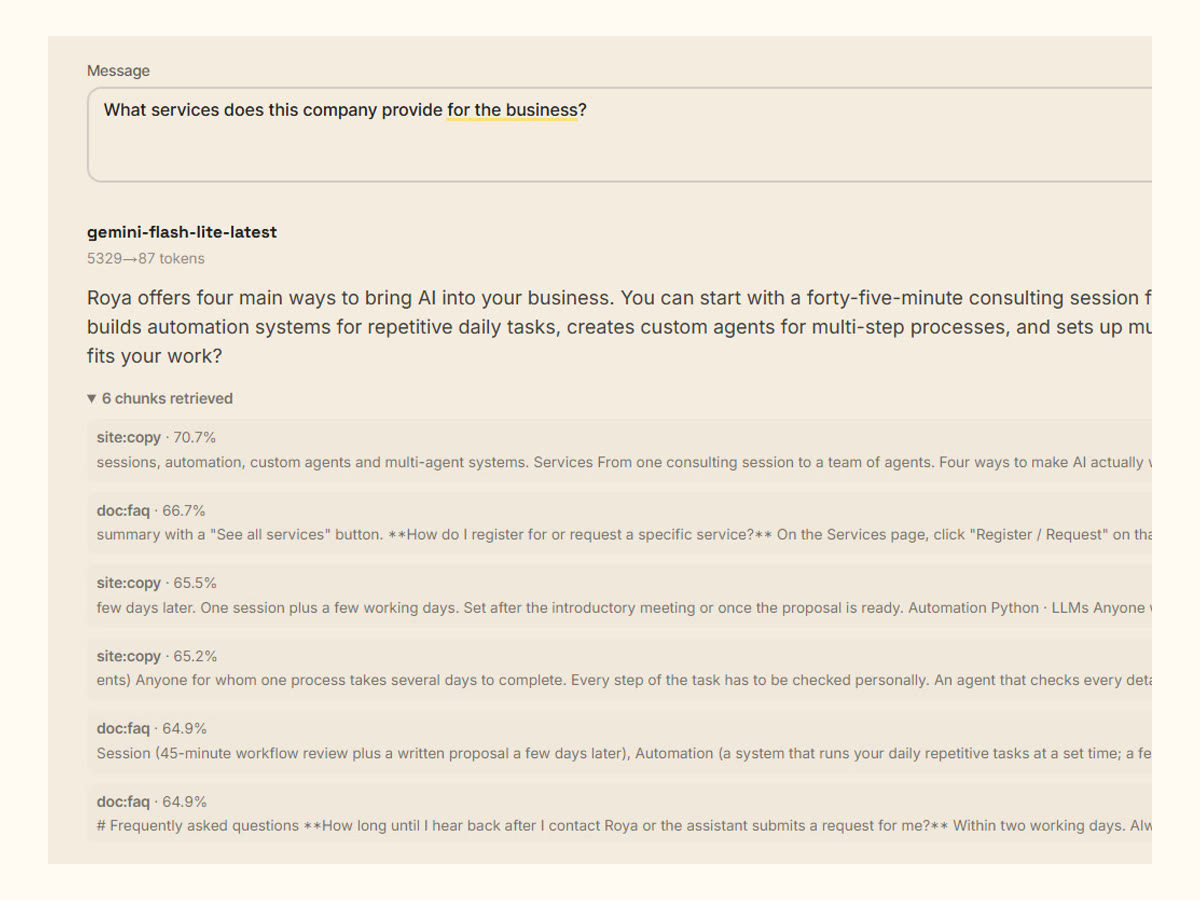 Message
What services does this company provide for the business?
gemini-flash-lite-latest
5329→87 tokens
Roya offers four main ways to bring AI into your business. You can start with a forty-five-minute consulting session
builds automation systems for repetitive daily tasks, creates custom agents for multi-step processes, and sets up
fits your work?
▼ 6 chunks retrieved
site:copy · 70.7%
sessions, automation, custom agents and multi-agent systems. Services From one consulting session to a team of agents. Four ways to make AI actually
doc:faq · 66.7%
summary with a "See all services" button. **How do I register for or request a specific service?** On the Services page, click "Register / Request" on
site:copy · 65.5%
few days later. One session plus a few working days. Set after the introductory meeting or once the proposal is ready. Automation Python · LLMs Anyone
site:copy · 65.2%
ents) Anyone for whom one process takes several days to complete. Every step of the task has to be checked personally. An agent that checks every
doc:faq · 64.9%
Session (45-minute workflow review plus a written proposal a few days later), Automation (a system that runs your daily repetitive tasks at a set time; a
doc:faq · 64.9%
# Frequently asked questions **How long until I hear back after I contact Roya or the assistant submits a request for me?** Within two working days.